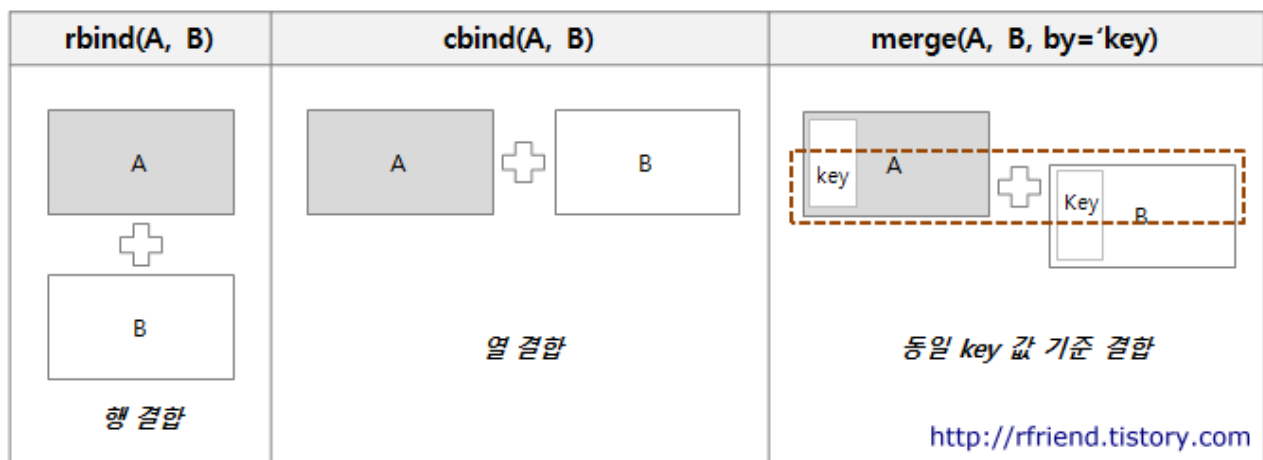 rbind(A, B)
cbind(A, B)
merge(A, B, by=‘key)
A
B
행 결합
A
B
열 결합
key
A
Key
B
동일 key 값 기준 결합
http://rfriend.tistory.com